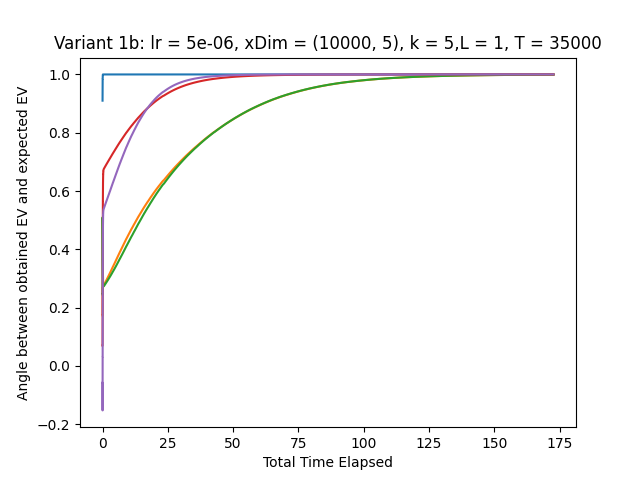 Variant 1b: lr = 5e-06, xDim = (10000, 5), k = 5,L = 1, T = 35000
Angle between obtained EV and expected EV
1.0
0.8
0.6
0.4
0.2
0.0
−0.2
0 25 50 75 100 125 150 175
Total Time Elapsed